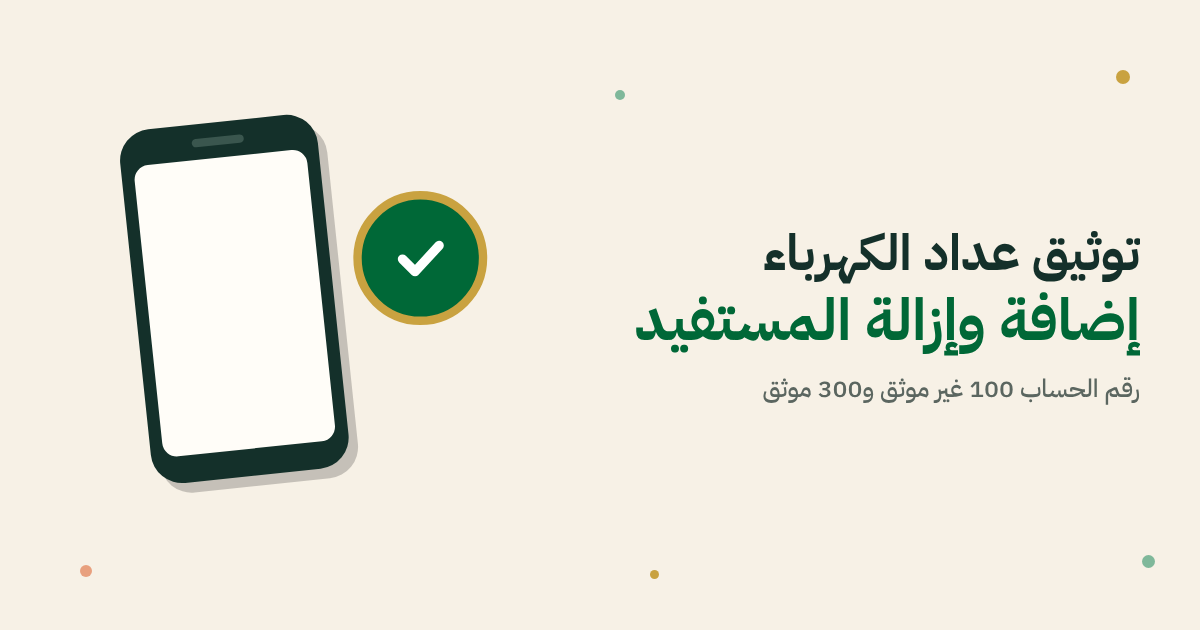 توثيق عداد الكهرباء
إضافة وإزالة المستفيد
رقم الحساب 100 غير موثق و300 موثق